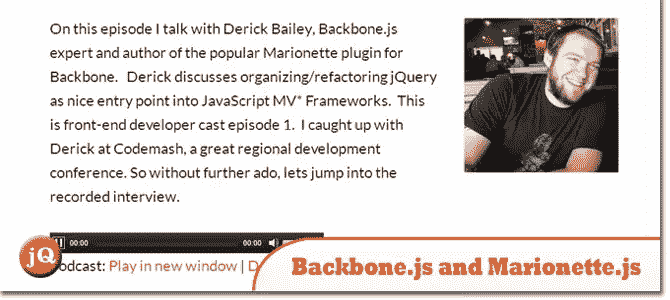 On this episode I talk with Derick Bailey, Backbone.js
expert and author of the popular Marionette plugin for
Backbone. Derick discusses organizing/refactoring jQuery
as nice entry point into JavaScript MV* Frameworks. This
is front-end developer cast episode 1. I caught up with
Derick at Codemash, a great regional development
conference. So without further ado, lets jump into the
recorded interview.
00:00 00:00
odcast: Play in new window | D
jQ
Backbone.js and Marionette.js